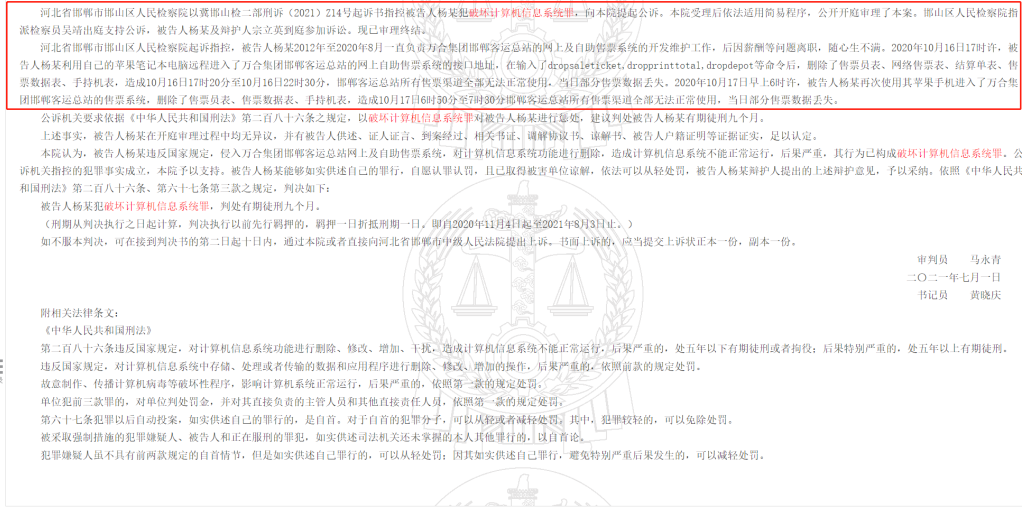 河北省邯郸市邯山区人民检察院以冀邯山检二部刑诉（2021）Z14号起诉书指控被告人杨某犯破坏计算机信息系统罪，向本院提起公诉。本院受理后依法适用简易程序，公开开庭审理了本案。邯山区人民检察院指
派检察员吴靖出庭支持公诉，被告人杨某及辩护人宗立英到庭参加诉讼。现已审理终结。
河北省邯郸市邯山区人民检察院起诉指控，被告人杨某2012年至2020年8月一直负责万合集团邯郸客运总站的网上及自助售票系统的开发维护工作，后因薪酬等问题离职，随心生不满。2020年10月16日17时许，被
告人杨某利用自己的苹果笔记本电脑远程进入了万合集团邯郸客运总站的网上自助售票系统的接口地址，在输入了dropsaleticket,dropprinttotal,dropdepot等命令后，删除了售票员表、网络售票表、结算单表、售
票数据表、手持机表，造成10月16日17时20分至10月16日22时30分，邯郸客运总站所有售票渠道全部无法正常使用，当日部分售票数据丢失。2020年10月17日早上6时许，被告人杨某再次使用其苹果手机进入了万合集
团邯郸客运总站的售票系统，删除了售票员表、售票数据表、手持机表，造成10月17日6时50分至7时30分邯郸客运总站所有售票渠道全部无法正常使用，当日部分售票数据丢失。
公诉机关要求依据《中华人民共和国刑法》第二百八十六条之规定，以破坏计算机信息系统罪对被告人杨某进行惩处，建议判处被告人杨某有期徒刑九个月。
上述事实，被告人杨某在开庭审理过程中均无异议，并有被告人供述、证人证言、到案经过、相关书证、调解协议书、谅解书、被告人户籍证明等证据证实，足以认定。
本院认为，被告人杨某违反国家规定，侵入万合集团邯郸客运总站网上及自助售票系统，对计算机信息系统功能进行删除，造成计算机信息系统不能正常运行，后果严重，其行为已构成破坏计算机信息系统罪。公
诉机关指控的犯罪事实成立，本院予以支持。被告人杨某能够如实供述自己的罪行，自愿认罪认罚，且已取得被害单位谅解，依法可以从轻处罚，被告人杨某辩护人提出的上述辩护意见，予以采纳。依照《中华人民共
和国刑法》第二百八十六条、第六十七条第三款之规定，判决如下：
被告人杨某犯破坏计算机信息系统罪，判处有期徒刑九个月。
（刑期从判决执行之日起计算，判决执行以前先行羁押的，羁押一日折抵刑期一日。即自2020年11月4日起至2021年8月3日止。）
如不服本判决，可在接到判决书的第二日起十日内，通过本院或者直接向河北省邯郸市中级人民法院提出上诉。书面上诉的，应当提交上诉状正本一份，副本一份。
审判员 马永青
二〇二一年七月一日
书记员 黄晓庆
附相关法律条文：
《中华人民共和国刑法》
第二百八十六条违反国家规定，对计算机信息系统功能进行删除、修改、增加、干扰，造成计算机信息系统不能正常运行，后果严重的，处五年以下有期徒刑或者拘役；后果特别严重的，处五年以上有期徒刑。
违反国家规定，对计算机信息系统中存储、处理或者传输的数据和应用程序进行删除、修改、增加的操作，后果严重的，依照前款的规定处罚。
故意制作、传播计算机病毒等破坏性程序，影响计算机系统正常运行，后果严重的，依照第一款的规定处罚。
单位犯前三款罪的，对单位判处罚金，并对其直接负责的主管人员和其他直接责任人员，依照第一款的规定处罚。
第六十七条犯罪以后自动投案，如实供述自己的罪行的，是自首。对于自首的犯罪分子，可以从轻或者减轻处罚。其中，犯罪较轻的，可以免除处罚。
被采取强制措施的犯罪嫌疑人、被告人和正在服刑的罪犯，如实供述司法机关还未掌握的本人其他罪行的，以自首论。
犯罪嫌疑人虽不具有前两款规定的自首情节，但是如实供述自己罪行的，可以从轻处罚；因其如实供述自己罪行，避免特别严重后果发生的，可以减轻处罚。